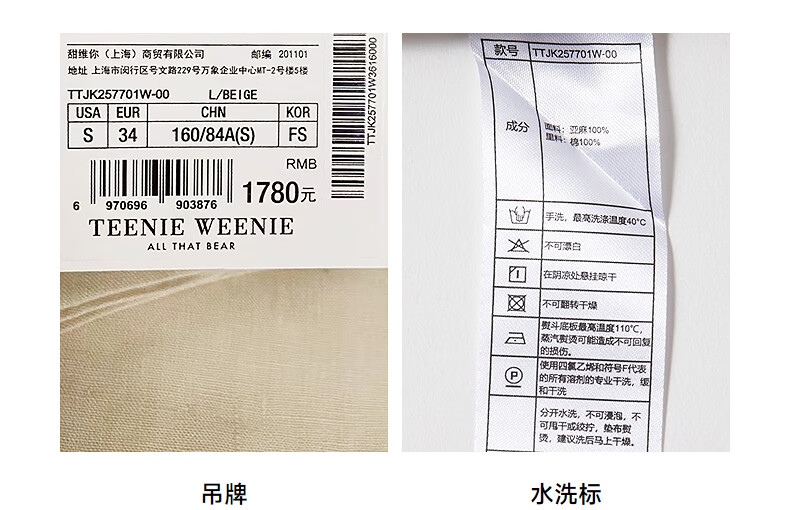 甜维你（上海）商贸有限公司 邮编 201101
地址 上海市闵行区号文路229号万象企业中心MT-2号楼5楼
TTJK257701W-00 L/BEIGE
USA EUR CHN KOR
S 34 160/84A(S) FS
RMB
1780元
6 970696 903876
TEENIE WEENIE
ALL THAT BEAR
TTJK257701W3616000
吊牌
款号 TTJK257701W-00
成分
面料：亚麻100%
里料：棉100%
手洗，最高洗涤温度40°C
不可漂白
在阴凉处悬挂晾干
不可翻转干燥
熨斗底板最高温度110°C，
蒸汽熨烫可能造成不可回复
的损伤。
使用四氯乙烯和符号F代表
的所有溶剂的专业干洗，缓
和干洗
分开水洗，不可浸泡，不
可甩干或绞拧，垫布熨
烫，建议洗后马上干燥。
水洗标